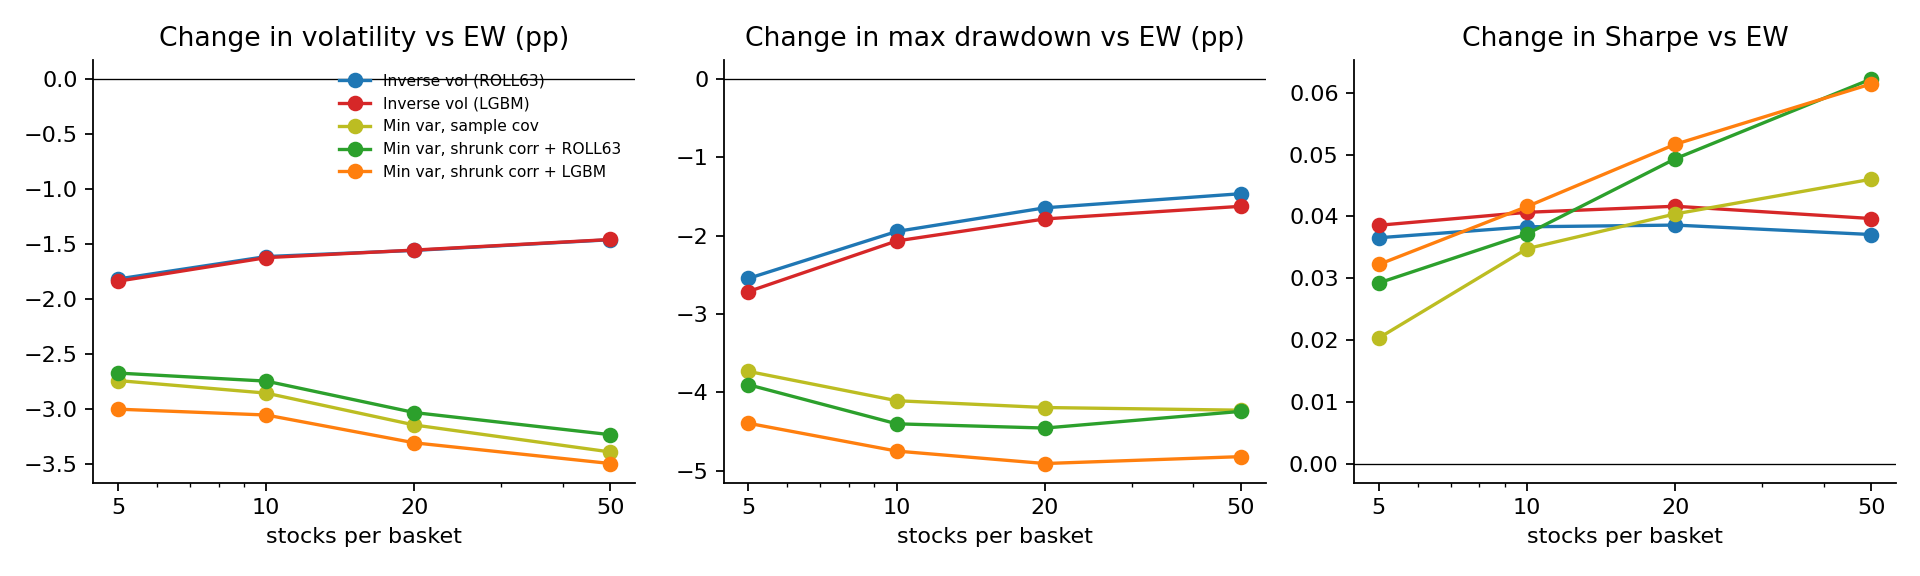 Change in volatility vs EW (pp)
0.0
−0.5
−1.0
−1.5
−2.0
−2.5
−3.0
−3.5
Inverse vol (ROLL63)
Inverse vol (LGBM)
Min var, sample cov
Min var, shrunk corr + ROLL63
Min var, shrunk corr + LGBM
5 10 20 50
stocks per basket
Change in max drawdown vs EW (pp)
0
−1
−2
−3
−4
−5
5 10 20 50
stocks per basket
Change in Sharpe vs EW
0.06
0.05
0.04
0.03
0.02
0.01
0.00
5 10 20 50
stocks per basket